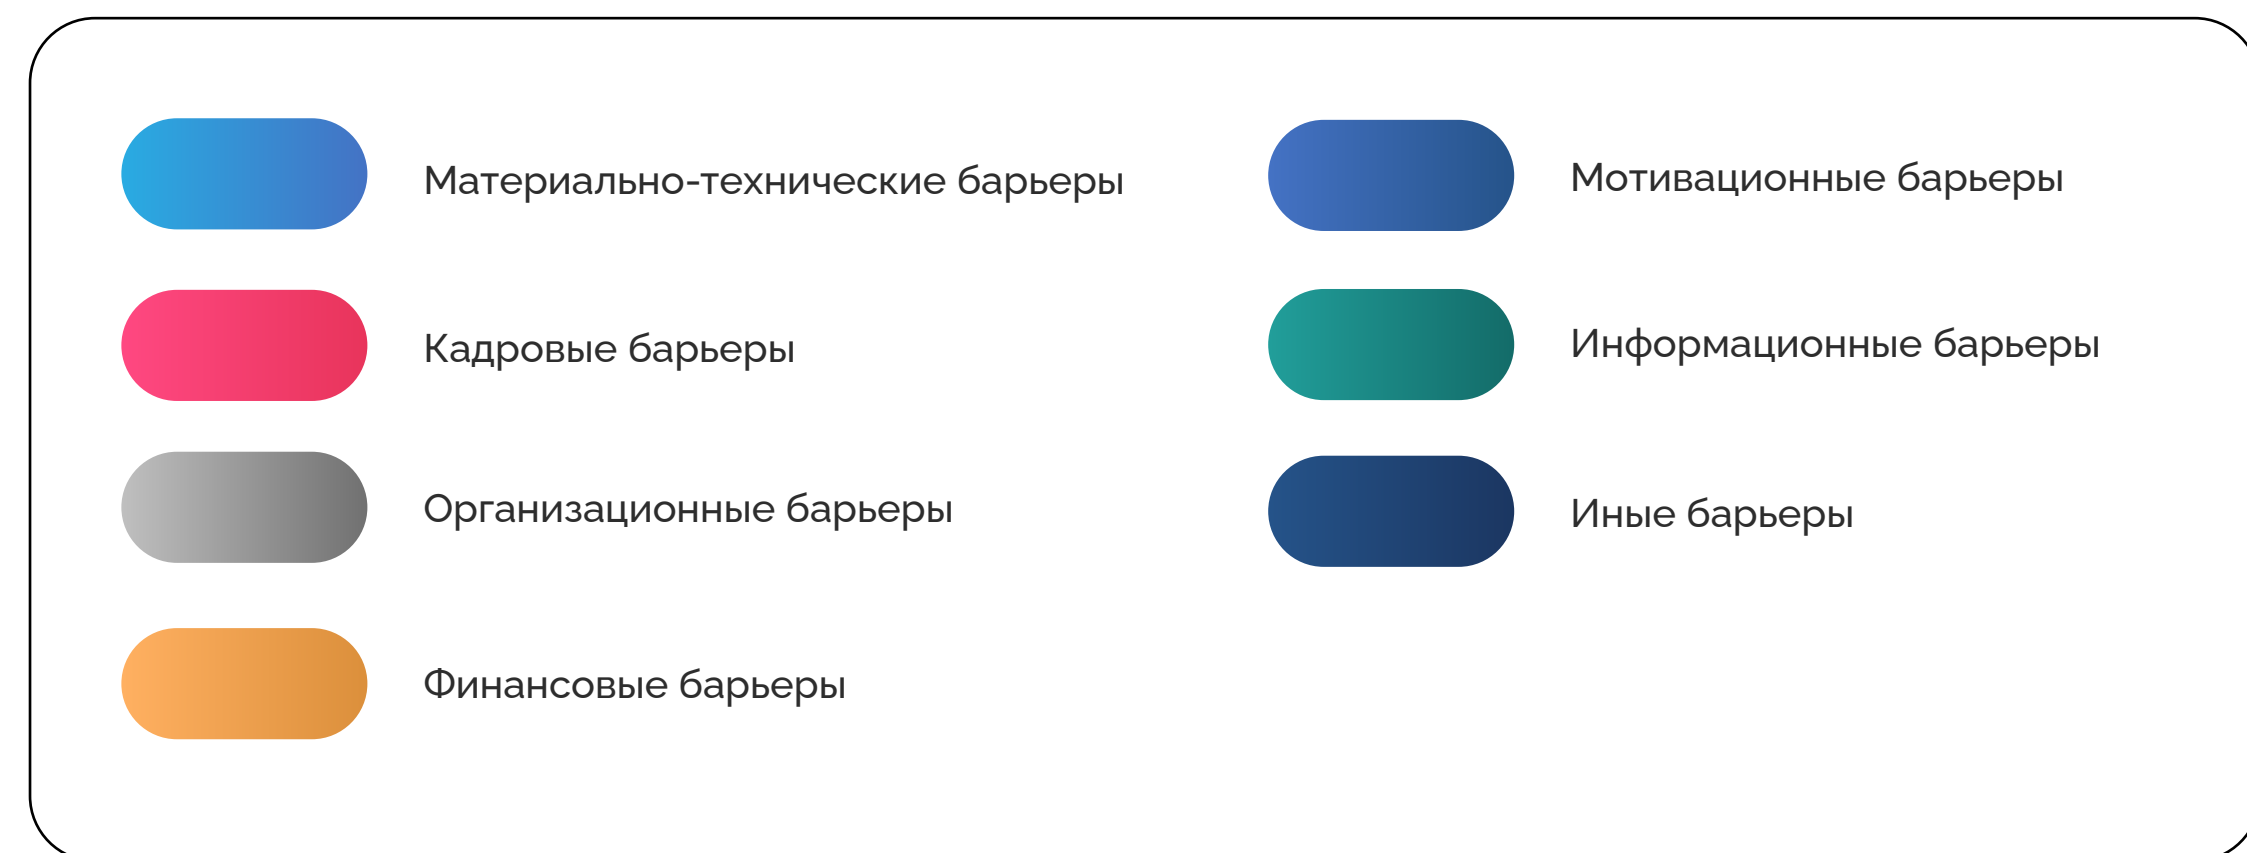 Материально-технические барьеры
Кадровые барьеры
Организационные барьеры
Финансовые барьеры
Мотивационные барьеры
Информационные барьеры
Иные барьеры